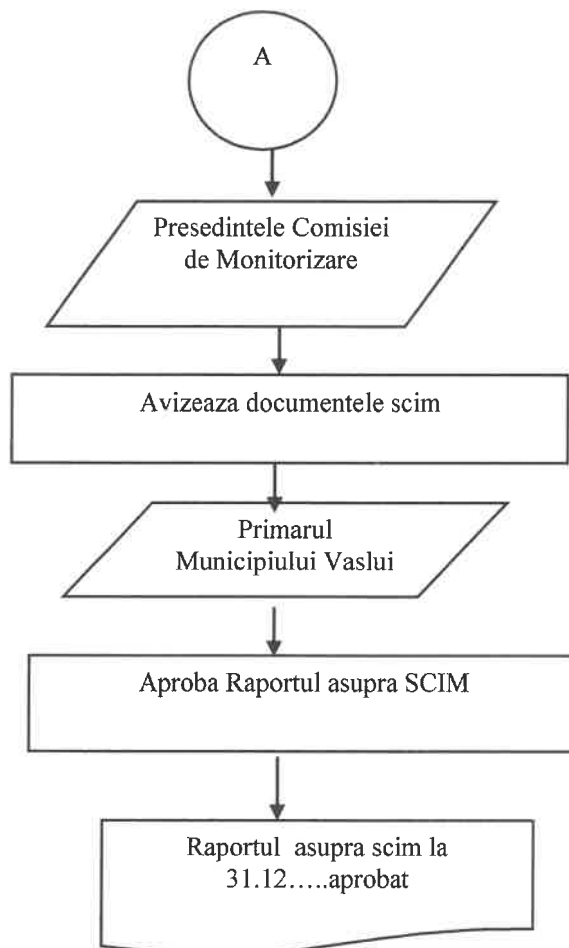 A
Presedintele Comisiei
de Monitorizare
Avizeaza documentele scim
Primarul
Municipiului Vaslui
Aproba Raportul asupra SCIM
Raportul asupra scim la
31.12…..aprobat